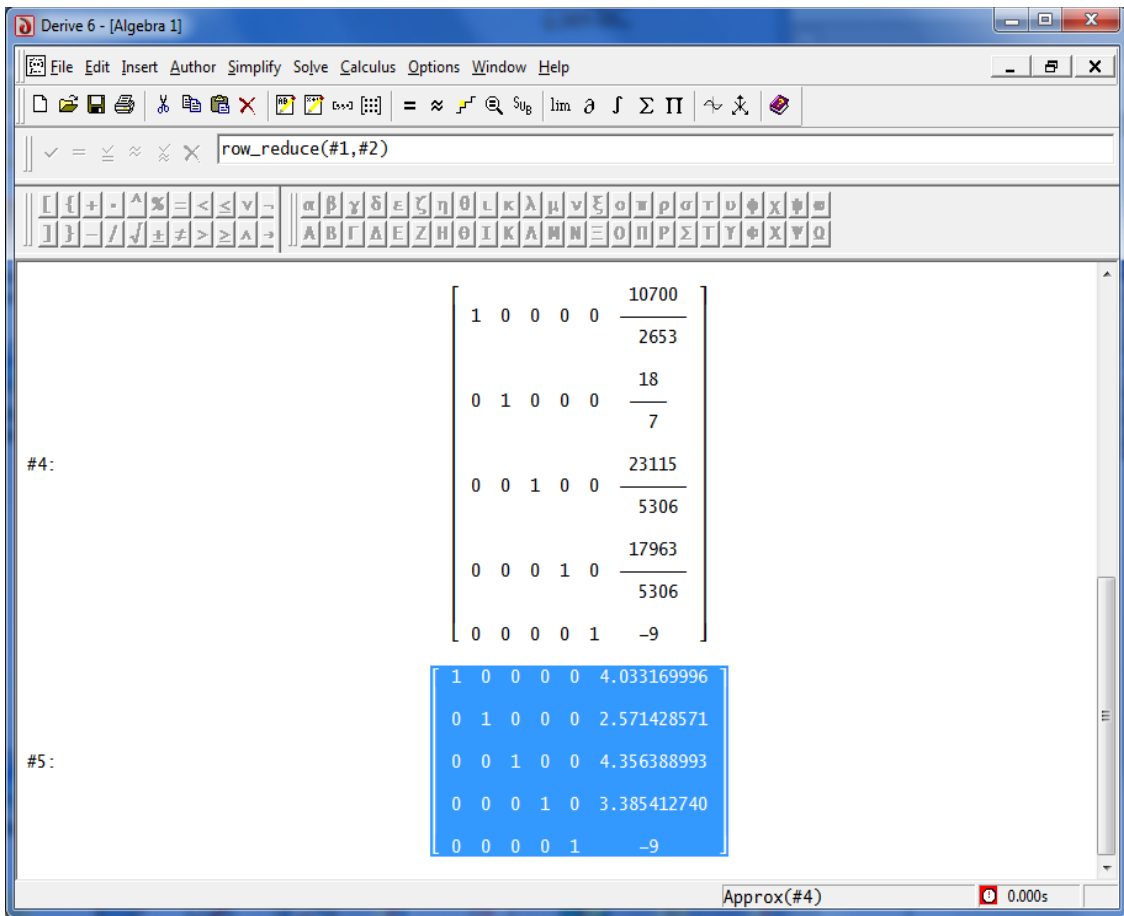 Derive 6 - [Algebra 1]
File Edit Insert Author Simplify Solve Calculus Options Window Help
= ≈ SUB lim ∂ ∫ Σ Π
row_reduce(#1,#2)
[ { + · ^ % = < ≤ ∨ ¬ α β γ δ ε ζ η θ ι κ λ μ ν ξ ο π ρ σ τ υ φ χ ψ ω
] } − / √ ± ≠ > ≥ ∧ → Α Β Γ Δ Ε Ζ Η Θ Ι Κ Λ Μ Ν Ξ Ο Π Ρ Σ Τ Υ Φ Χ Ψ Ω
#4:
1 0 0 0 0 10700/2653
0 1 0 0 0 18/7
0 0 1 0 0 23115/5306
0 0 0 1 0 17963/5306
0 0 0 0 1 −9
#5:
1 0 0 0 0 4.033169996
0 1 0 0 0 2.571428571
0 0 1 0 0 4.356388993
0 0 0 1 0 3.385412740
0 0 0 0 1 −9
Approx(#4) 0.000s